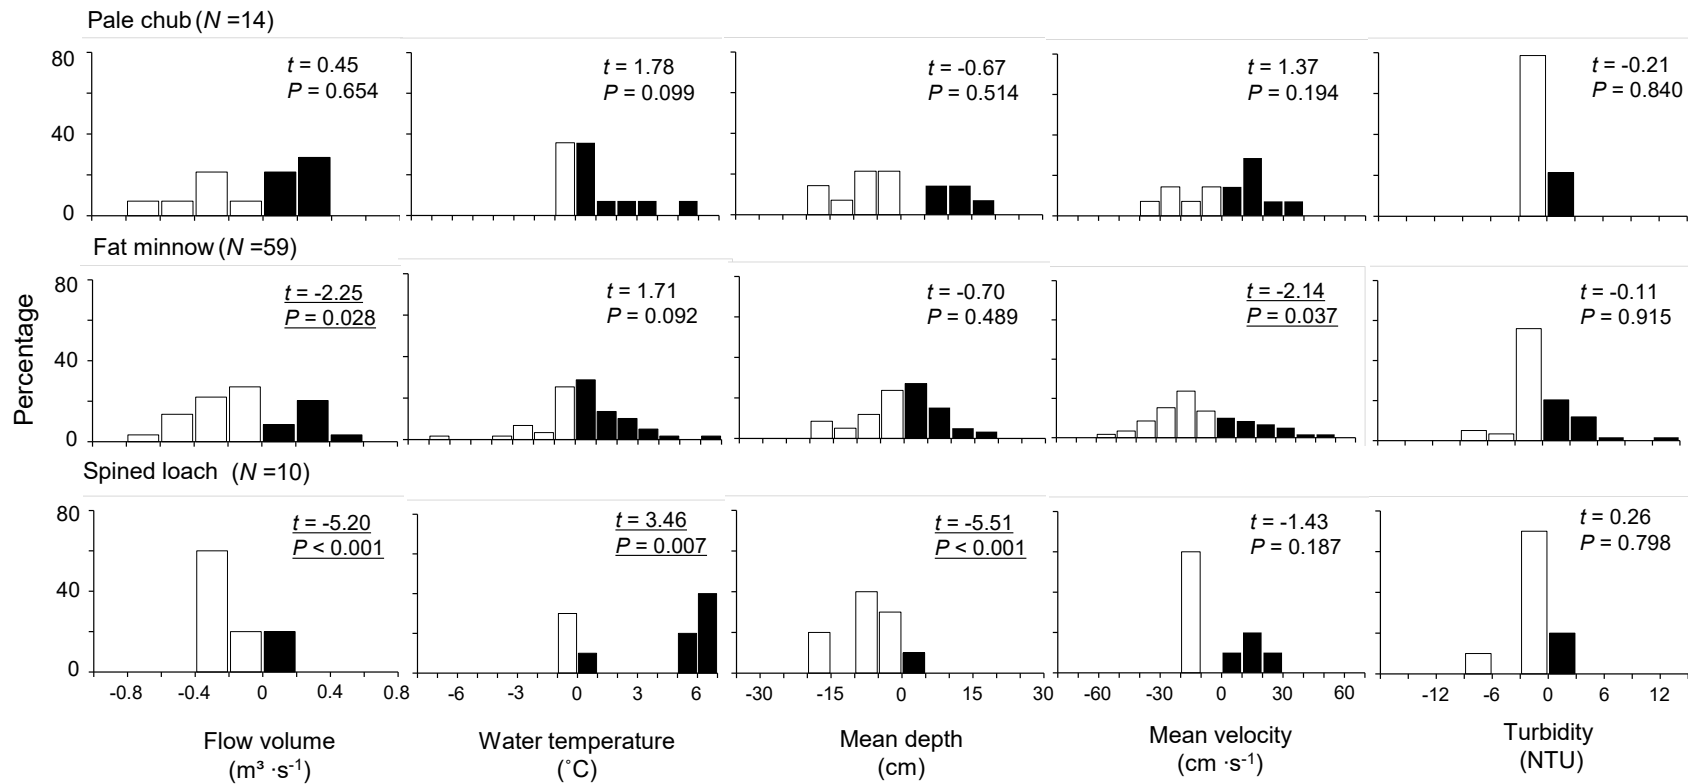 Pale chub (N =14)
80
40
0
t = 0.45
P = 0.654
t = 1.78
P = 0.099
t = -0.67
P = 0.514
t = 1.37
P = 0.194
t = -0.21
P = 0.840
Fat minnow (N =59)
Percentage
80
40
0
t = -2.25
P = 0.028
t = 1.71
P = 0.092
t = -0.70
P = 0.489
t = -2.14
P = 0.037
t = -0.11
P = 0.915
Spined loach (N =10)
80
40
0
t = -5.20
P < 0.001
t = 3.46
P = 0.007
t = -5.51
P < 0.001
t = -1.43
P = 0.187
t = 0.26
P = 0.798
-0.8 -0.4 0 0.4 0.8
-6 -3 0 3 6
-30 -15 0 15 30
-60 -30 0 30 60
-12 -6 0 6 12
Flow volume
(m³ ·s⁻¹)
Water temperature
(˚C)
Mean depth
(cm)
Mean velocity
(cm ·s⁻¹)
Turbidity
(NTU)